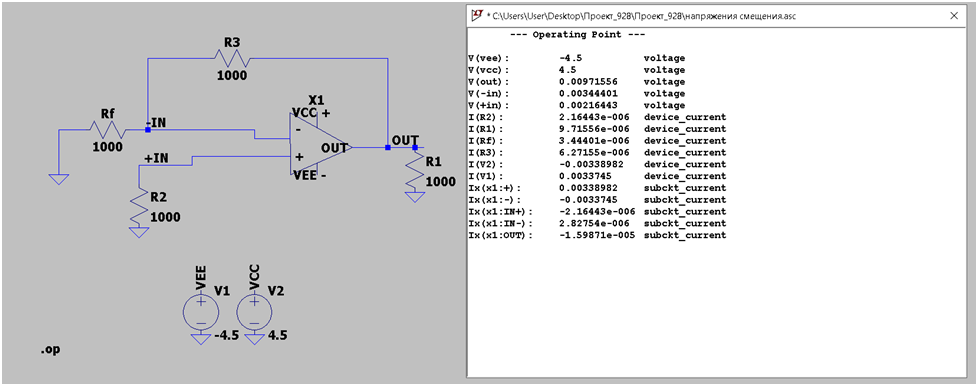 R3
1000
Rf
1000
-IN
X1
VCC +
-
+
OUT
VEE -
OUT
+IN
R2
1000
R1
1000
VEE
V1
-4.5
VCC
V2
4.5
.op
* C:\Users\User\Desktop\Проект_928\Проект_928\напряжения смещения.asc
--- Operating Point ---
V(vee): -4.5 voltage
V(vcc): 4.5 voltage
V(out): 0.00971556 voltage
V(-in): 0.00344401 voltage
V(+in): 0.00216443 voltage
I(R2): 2.16443e-006 device_current
I(R1): 9.71556e-006 device_current
I(Rf): 3.44401e-006 device_current
I(R3): 6.27155e-006 device_current
I(V2): -0.00338982 device_current
I(V1): 0.0033745 device_current
Ix(x1:+): 0.00338982 subckt_current
Ix(x1:-): -0.0033745 subckt_current
Ix(x1:IN+): -2.16443e-006 subckt_current
Ix(x1:IN-): 2.82754e-006 subckt_current
Ix(x1:OUT): -1.59871e-005 subckt_current